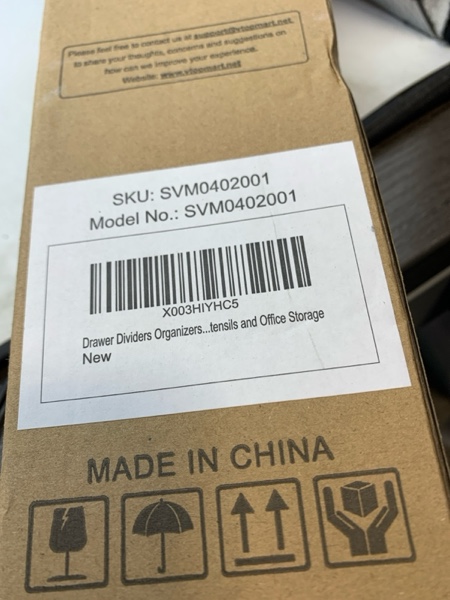 Please feel free to contact us at support@vtopmart.net
to share your thoughts, concerns and suggestions on
how can we improve your experience.
Website: www.vtopmart.net
SKU: SVM0402001
Model No.: SVM0402001
X003HIYHC5
Drawer Dividers Organizers...tensils and Office Storage
New
MADE IN CHINA